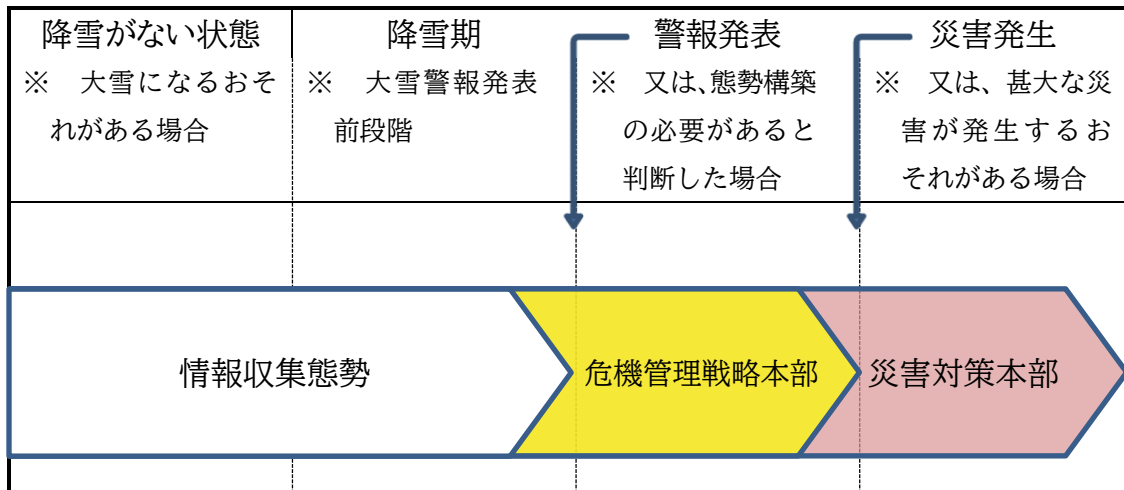 降雪がない状態
※　大雪になるおそ
れがある場合
降雪期
※　大雪警報発表
前段階
警報発表
※　又は、態勢構築
の必要があると
判断した場合
災害発生
※　又は、甚大な災
害が発生するお
それがある場合
情報収集態勢
危機管理戦略本部
災害対策本部